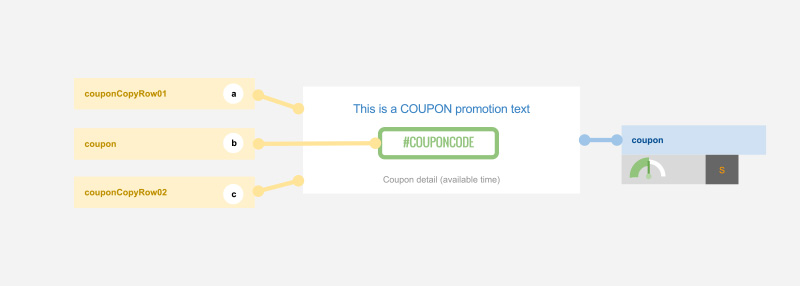 couponCopyRow01
a
coupon
b
couponCopyRow02
c
This is a COUPON promotion text
#COUPONCODE
Coupon detail (available time)
coupon
S